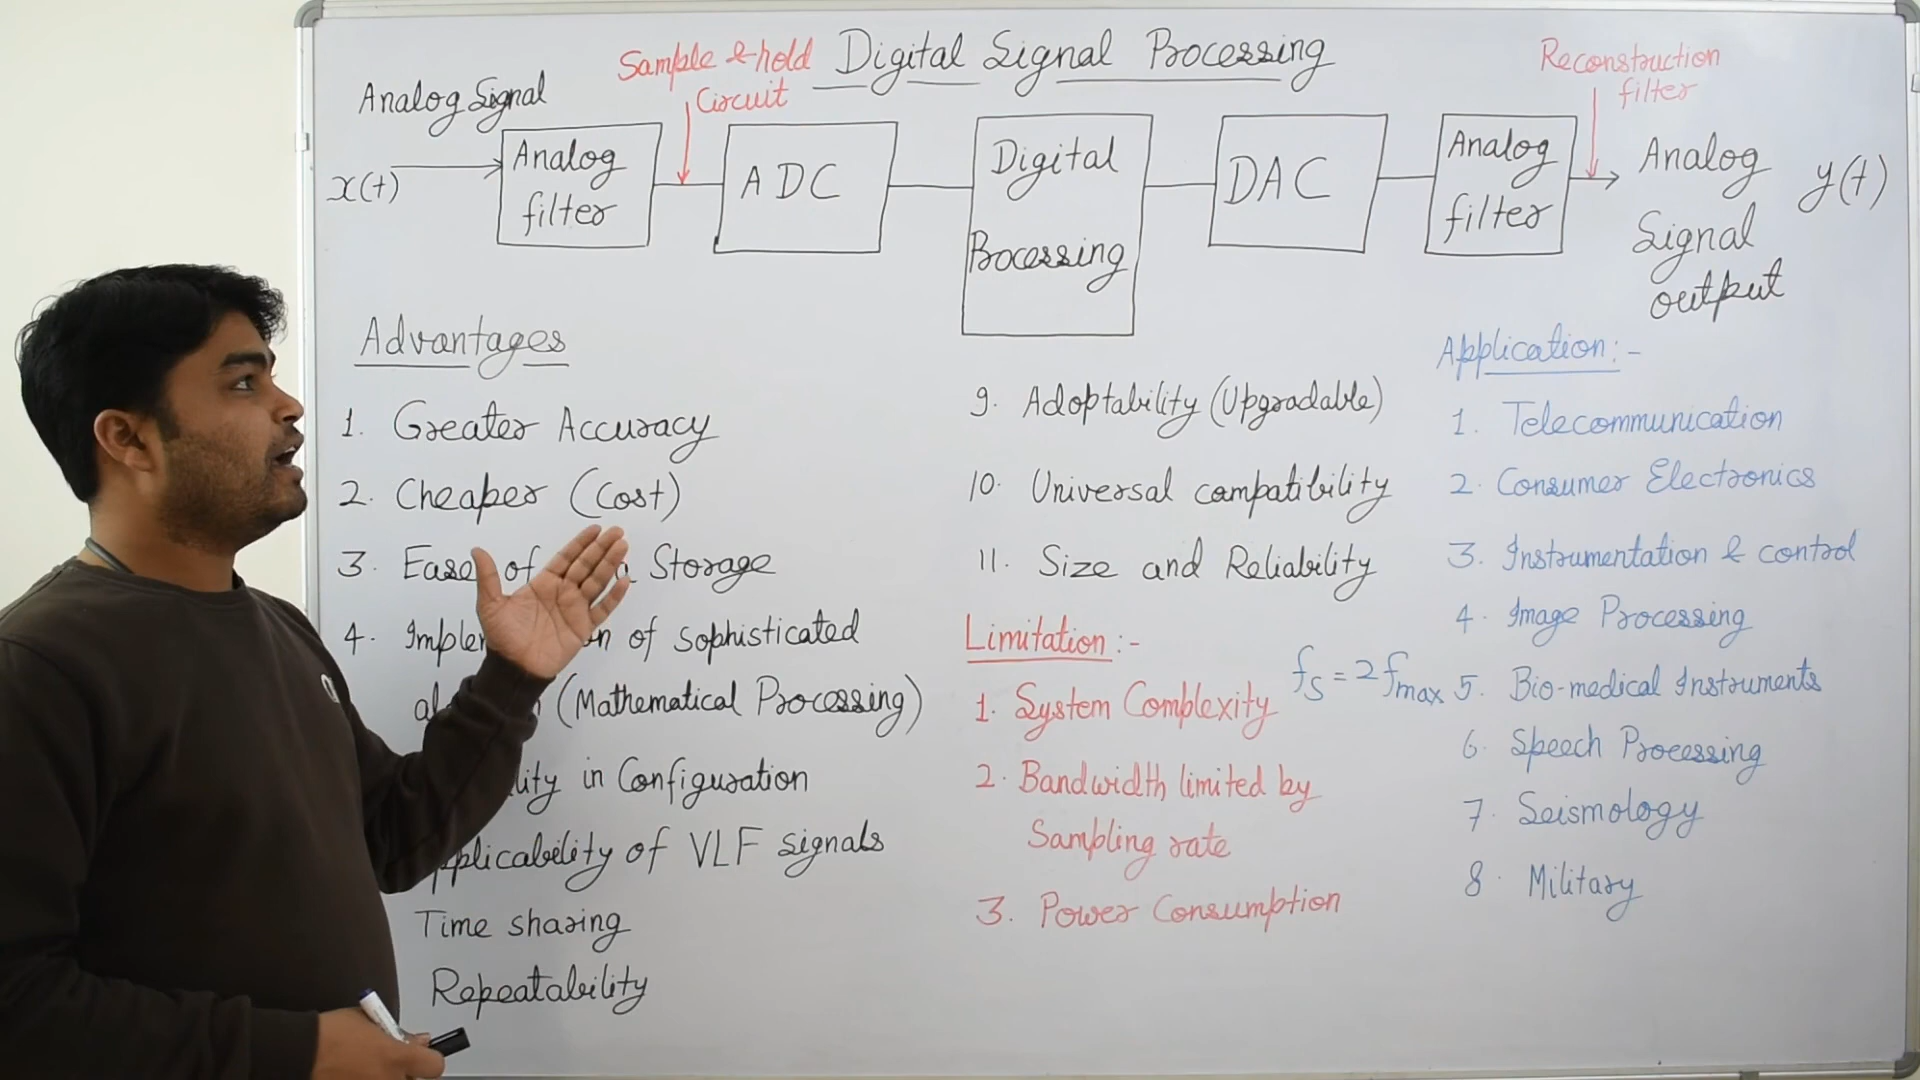 Digital Signal Processing
Sample & hold
Circuit
Reconstruction
filter
Analog Signal
x(t)
Analog
filter
ADC
Digital
Processing
DAC
Analog
filter
Analog
Signal
output
y(t)
Advantages
1. Greater Accuracy
2. Cheaper (Cost)
3. Ease of Storage
4. of sophisticated
(Mathematical Processing)
in Configuration
of VLF signals
Time sharing
Repeatability
9. Adoptability (Upgradable)
10. Universal compatibility
11. Size and Reliability
Limitation :-
1. System Complexity
fs = 2 fmax
2. Bandwidth limited by
Sampling rate
3. Power Consumption
Application :-
1. Telecommunication
2. Consumer Electronics
3. Instrumentation & control
4. Image Processing
5. Bio-medical Instruments
6. Speech Processing
7. Seismology
8. Military